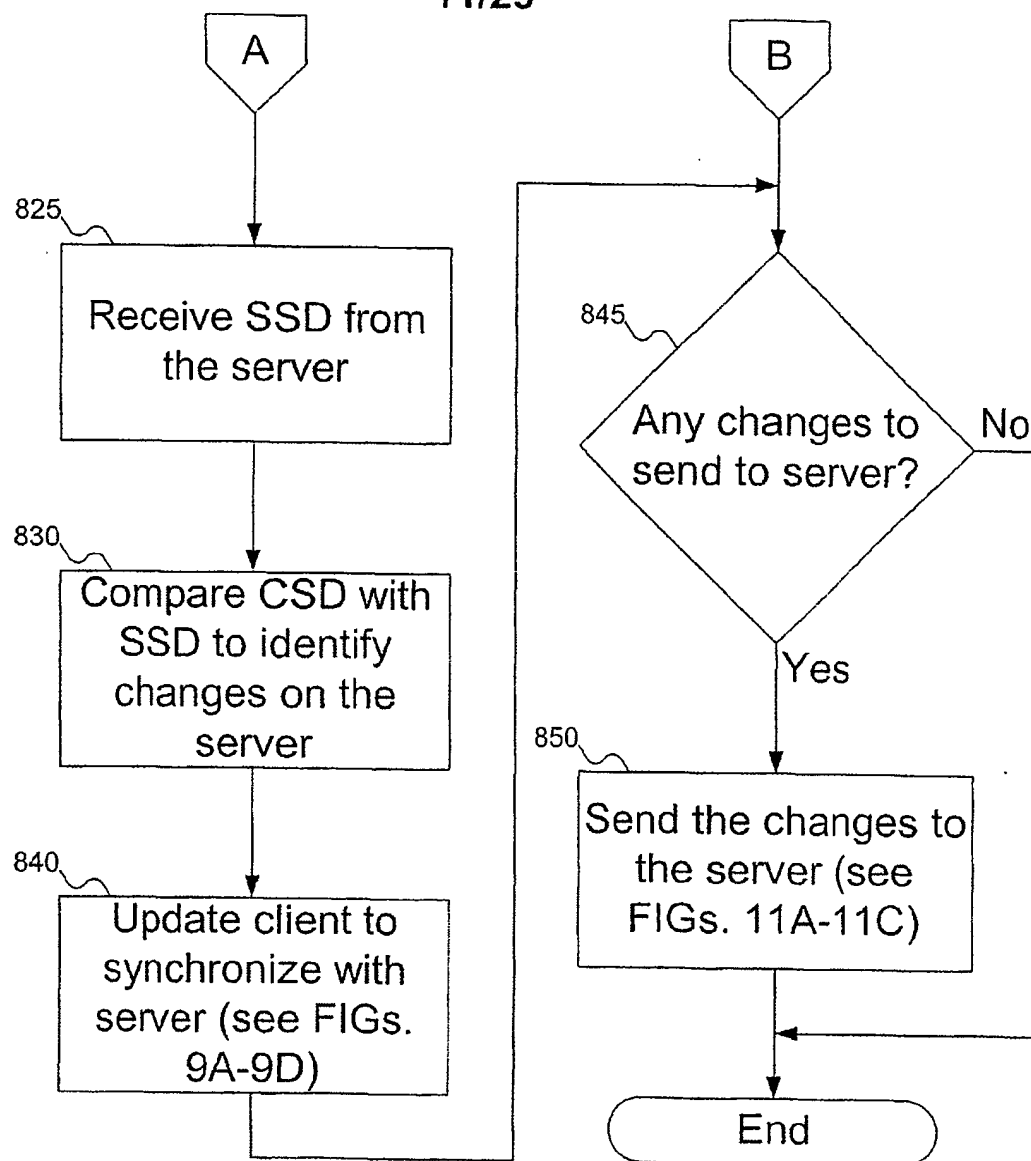 A
825
Receive SSD from
the server
830
Compare CSD with
SSD to identify
changes on the
server
840
Update client to
synchronize with
server (see FIGs.
9A-9D)
B
845
Any changes to
send to server?
No
Yes
850
Send the changes to
the server (see
FIGs. 11A-11C)
End